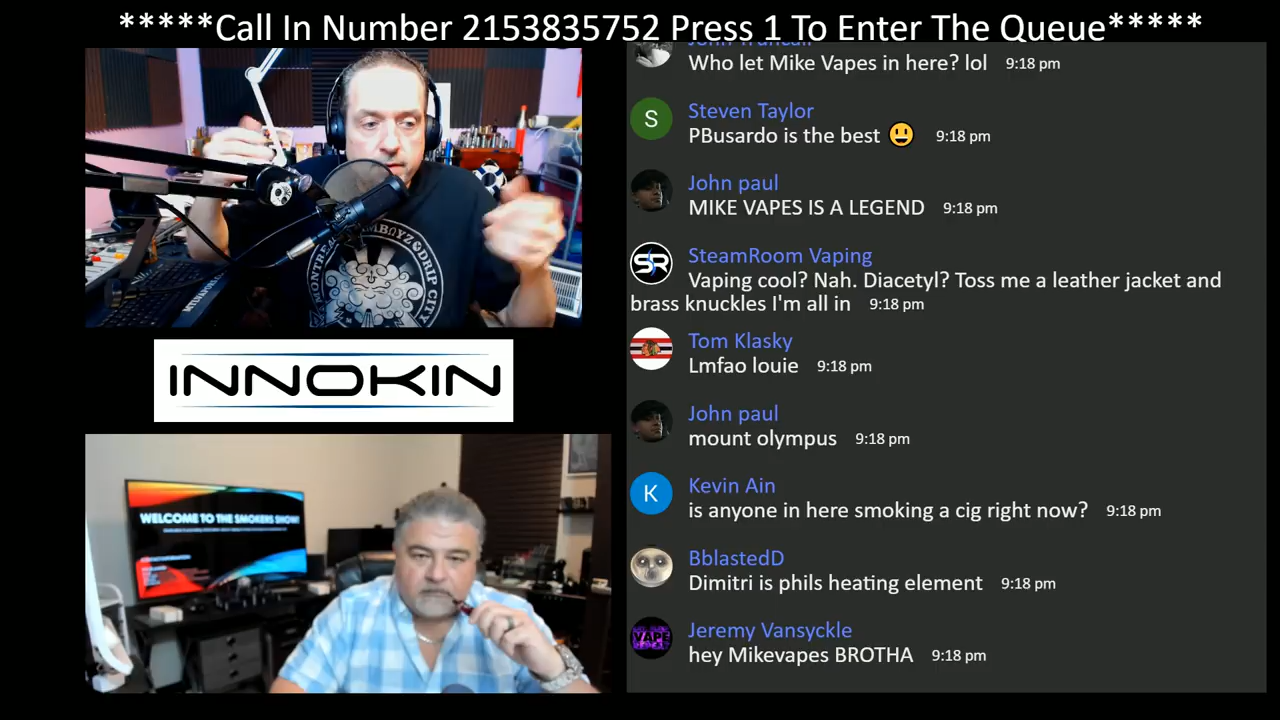 *****Call In Number 2153835752 Press 1 To Enter The Queue*****
Who let Mike Vapes in here? lol 9:18 pm
S
Steven Taylor
PBusardo is the best 😃 9:18 pm
John paul
MIKE VAPES IS A LEGEND 9:18 pm
SR
SteamRoom Vaping
Vaping cool? Nah. Diacetyl? Toss me a leather jacket and
brass knuckles I'm all in 9:18 pm
Tom Klasky
Lmfao louie 9:18 pm
John paul
mount olympus 9:18 pm
K
Kevin Ain
is anyone in here smoking a cig right now? 9:18 pm
BblastedD
Dimitri is phils heating element 9:18 pm
VAPE
Jeremy Vansyckle
hey Mikevapes BROTHA 9:18 pm
DRIP CITY
INNOKIN
WELCOME TO THE SMOKERS SHOW!